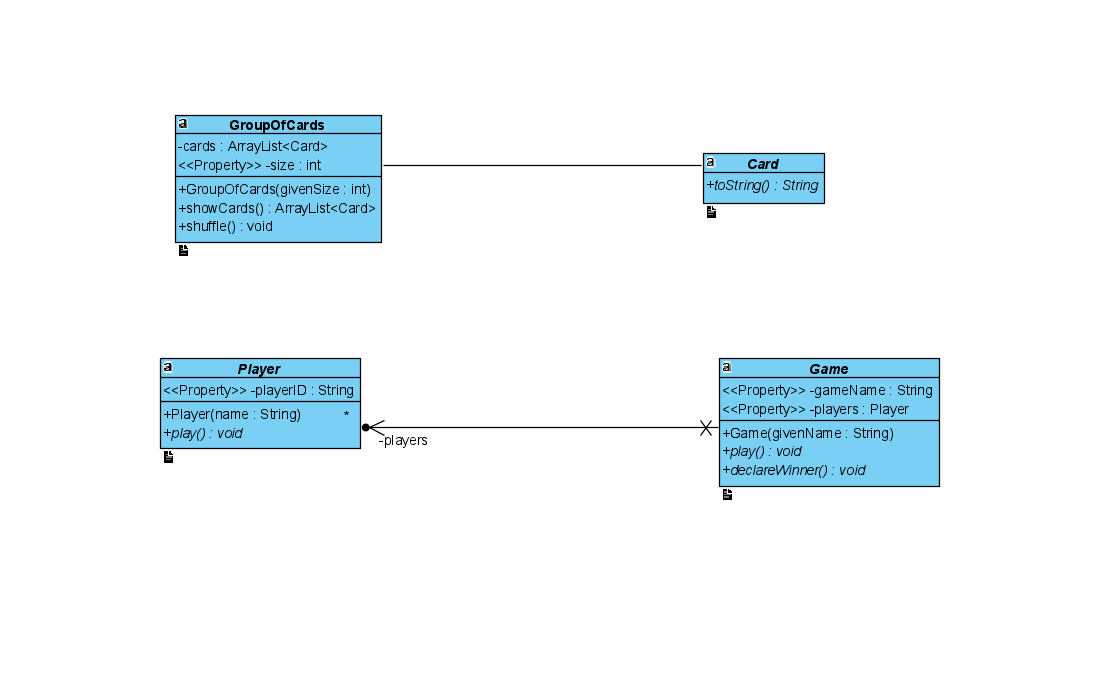 a GroupOfCards
-cards : ArrayList<Card>
<<Property>> -size : int
+GroupOfCards(givenSize : int)
+showCards() : ArrayList<Card>
+shuffle() : void
a Card
+toString() : String
a Player
<<Property>> -playerID : String
+Player(name : String) *
+play() : void
-players
a Game
<<Property>> -gameName : String
<<Property>> -players : Player
+Game(givenName : String)
+play() : void
+declareWinner() : void